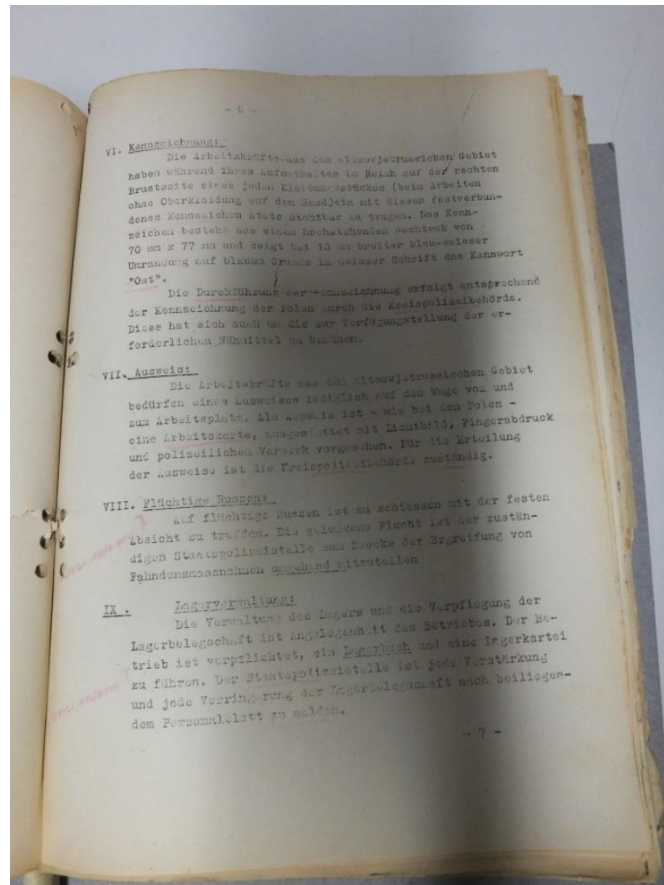 VI. Kennzeichnung:
Die Arbeitskräfte aus dem altsowjetrussichen Gebiet
haben während ihres Aufenthaltes im Reich auf der rechten
Brustseite eines jeden Kleidungsstückes (beim Arbeiten
ohne Oberkleidung auf dem Hemd) ein mit diesem festverbun-
denes Kennzeichen stets sichtbar zu tragen. Das Kenn-
zeichen besteht aus einem hochstehenden Rechteck von
70 mm x 77 mm und zeigt bei 10 mm breiter blau-weisser
Umrandung auf blauem Grunde in weisser Schrift das Kennwort
"Ost".
Die Durchführung der Kennzeichnung erfolgt entsprechend
der Kennzeichnung der Polen durch die Kreispolizeibehörde.
Diese hat sich auch um die zur Verfügungstellung der er-
forderlichen Nähmittel zu bemühen.
VII. Ausweis:
Die Arbeitskräfte aus dem altsowjetrussischen Gebiet
bedürfen eines Ausweises lediglich auf dem Wege von und
zum Arbeitsplatz. Als Ausweis ist - wie bei den Polen -
eine Arbeitskarte, ausgestattet mit Lichtbild, Fingerabdruck
und polizeilichem Vermerk vorgesehen. Für die Erteilung
der Ausweise ist die Kreispolizeibehörde zuständig.
VIII. Flüchtige Russen:
Auf flüchtige Russen ist zu schiessen mit der festen
Absicht zu treffen. Die gelungene Flucht ist der zustän-
digen Staatspolizeistelle zum Zwecke der Ergreifung von
Fahndungsmassnahmen umgehend mitzuteilen
IX. Lagerverwaltung:
Die Verwaltung des Lagers und die Verpflegung der
Lagerbelegschaft ist Angelegenheit des Betriebes. Der Be-
trieb ist verpflichtet, ein Lagerbuch und eine Lagerkartei
zu führen. Der Staatspolizeistelle ist jede Verstärkung
und jede Verringerung der Lagerbelegschaft nach beiliegen-
dem Personalblatt zu melden.
- 7 -